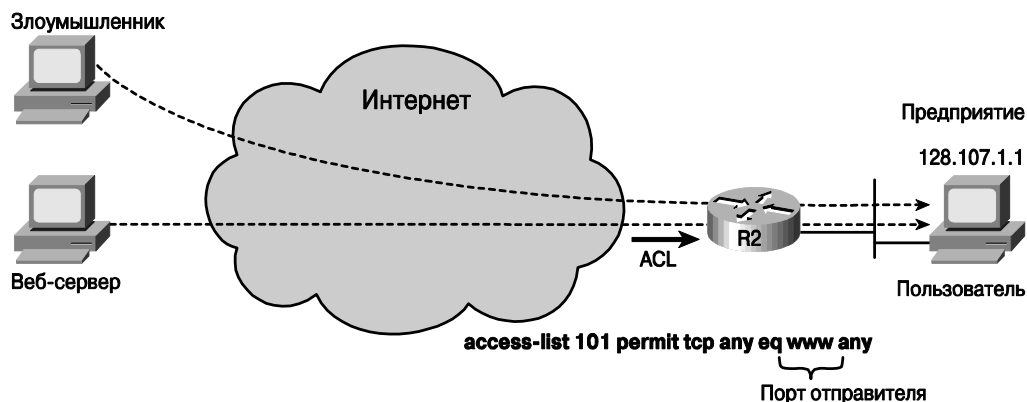 Злоумышленник
Интернет
Предприятие
128.107.1.1
R2
ACL
Веб-сервер
Пользователь
access-list 101 permit tcp any eq www any
Порт отправителя